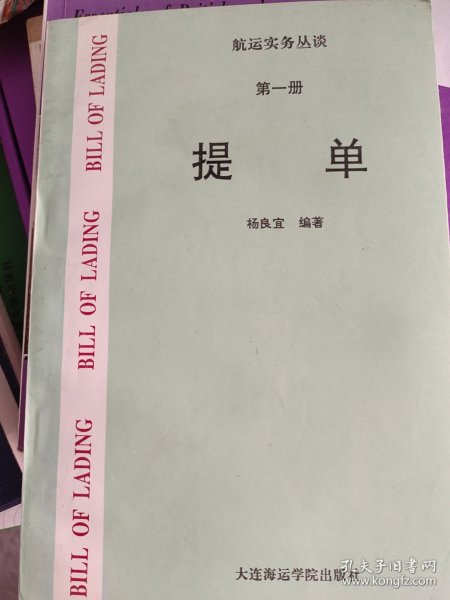 航运实务丛谈
第一册
提单
杨良宜 编著
BILL OF LADING
BILL OF LADING
BILL OF LADING
大连海运学院出版社
孔夫子旧书网
www.kongfz.com